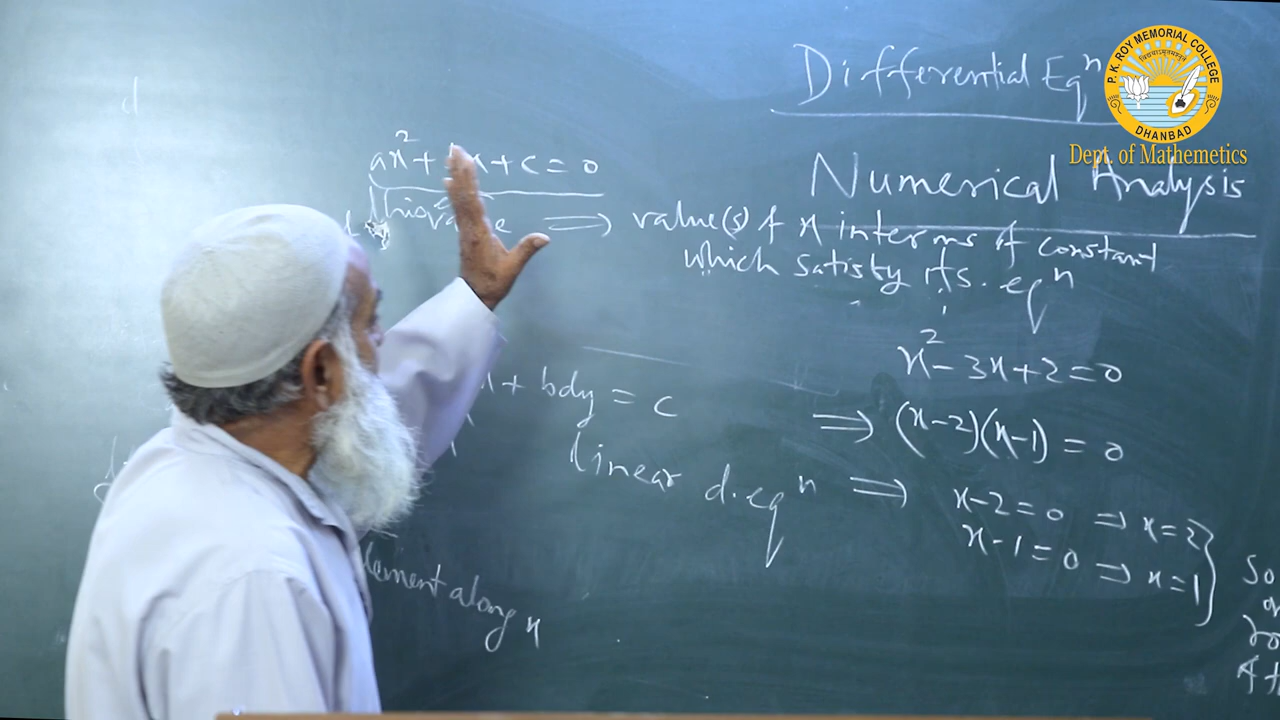 Differential Eqⁿ
P. K. ROY MEMORIAL COLLEGE
DHANBAD
Dept. of Mathemetics
Numerical Analysis
ax² + x + c = 0
⟹ value(s) of x in terms of constant
which satisfy its. eqⁿ
x² - 3x + 2 = 0
⟹ (x-2)(x-1) = 0
x + bdy = c
linear d. eqⁿ
⟹ x-2 = 0 ⟹ x = 2
x-1 = 0 ⟹ x = 1
lement along x
d